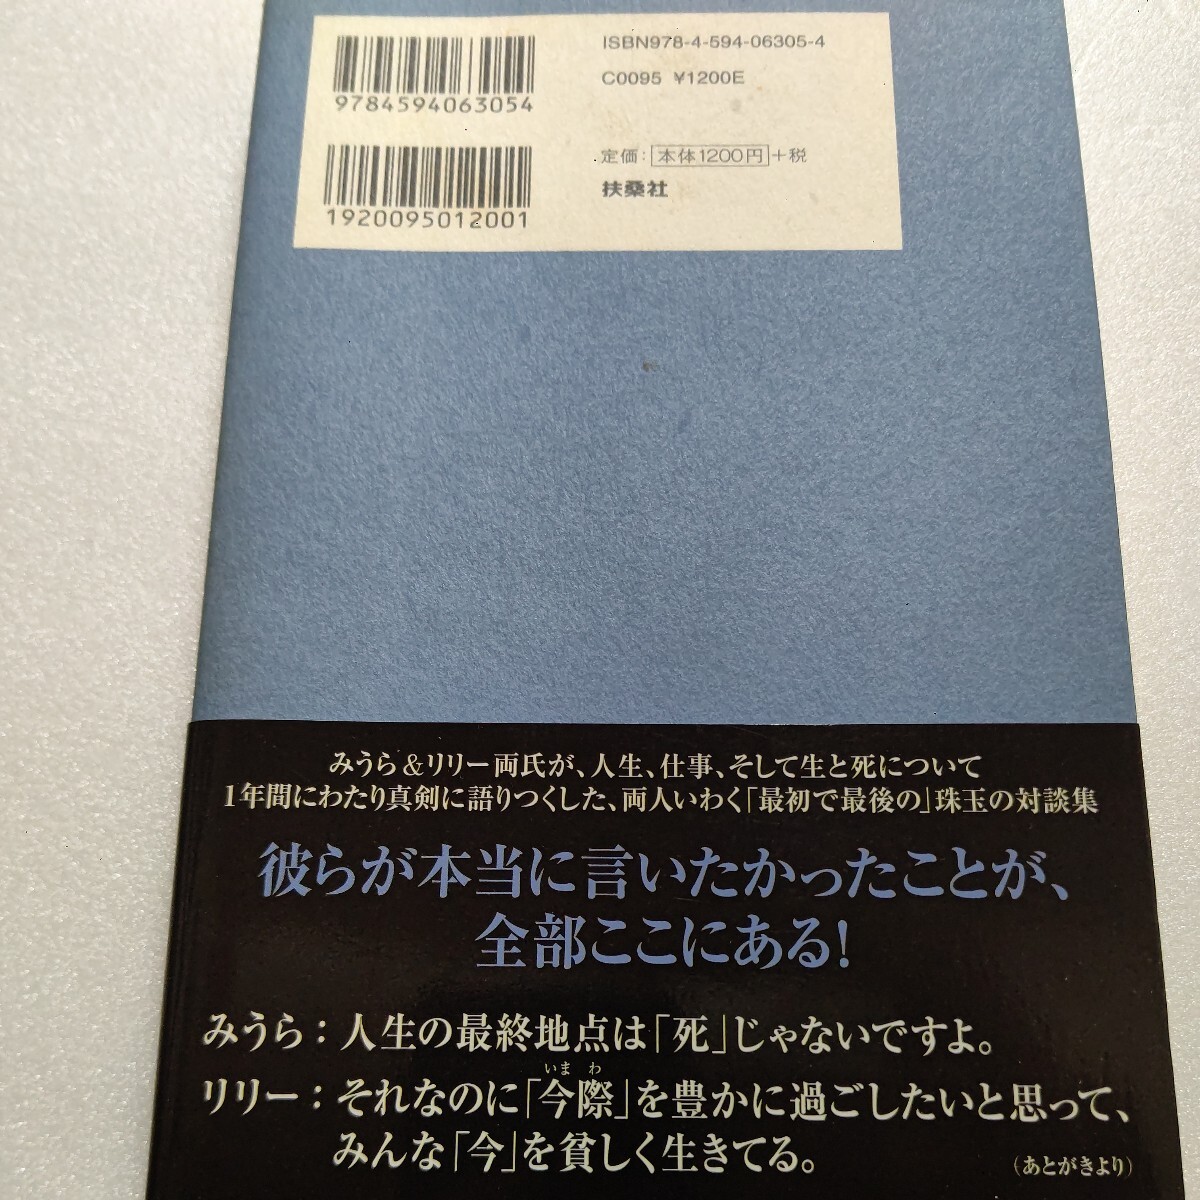 ISBN978-4-594-06305-4
C0095 ¥1200E
9784594063054
定価：本体1200円＋税
扶桑社
1920095012001
みうら＆リリー両氏が、人生、仕事、そして生と死について
1年間にわたり真剣に語りつくした、両人いわく「最初で最後の」珠玉の対談集
彼らが本当に言いたかったことが、
全部ここにある！
みうら：人生の最終地点は「死」じゃないですよ。
いまわ
リリー：それなのに「今際」を豊かに過ごしたいと思って、
みんな「今」を貧しく生きてる。
（あとがきより）